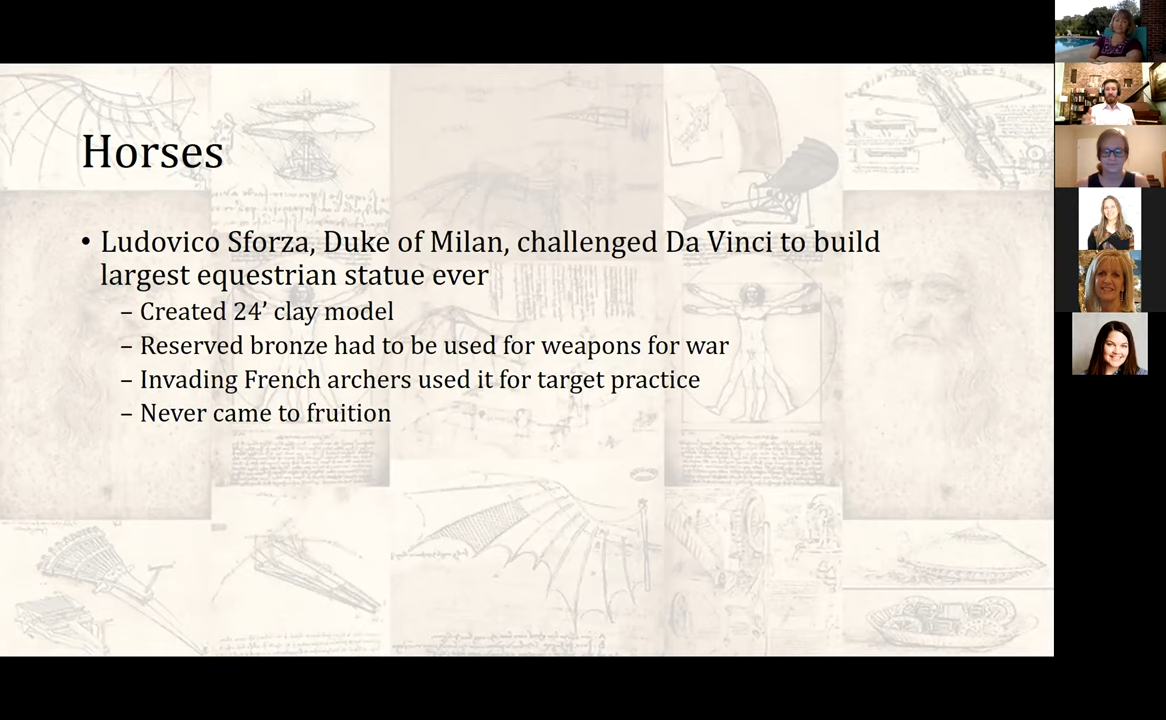 Horses
• Ludovico Sforza, Duke of Milan, challenged Da Vinci to build
largest equestrian statue ever
– Created 24’ clay model
– Reserved bronze had to be used for weapons for war
– Invading French archers used it for target practice
– Never came to fruition